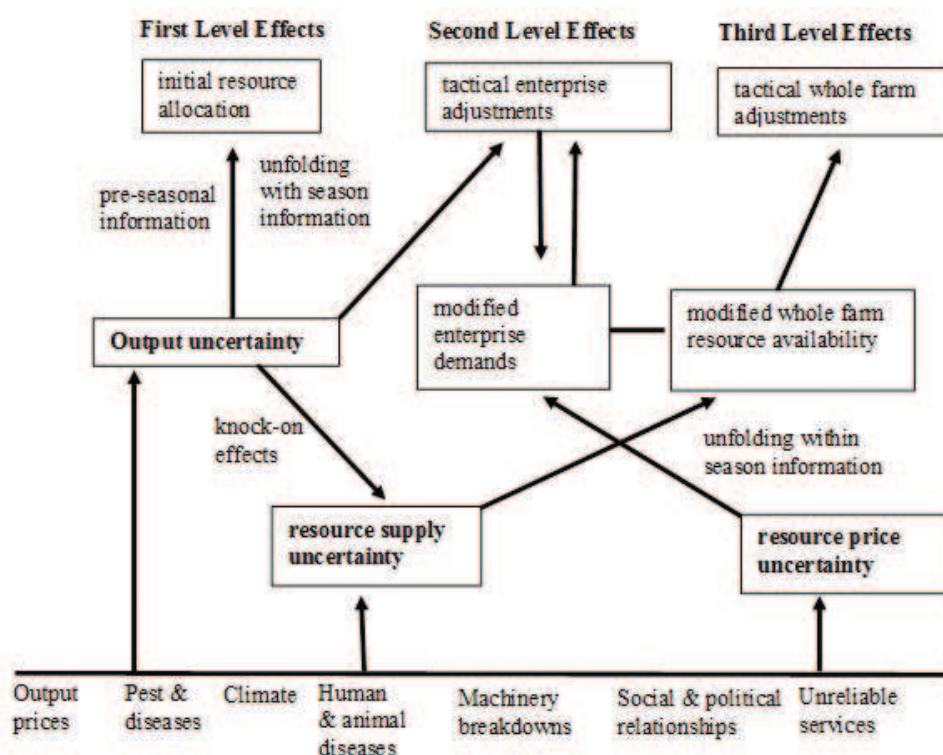 First Level Effects
Second Level Effects
Third Level Effects
initial resource
allocation
tactical enterprise
adjustments
tactical whole farm
adjustments
pre-seasonal
information
unfolding
with season
information
Output uncertainty
modified
enterprise
demands
modified whole farm
resource availability
knock-on
effects
unfolding within
season information
resource supply
uncertainty
resource price
uncertainty
Output
prices
Pest &
diseases
Climate
Human
& animal
diseases
Machinery
breakdowns
Social & political
relationships
Unreliable
services